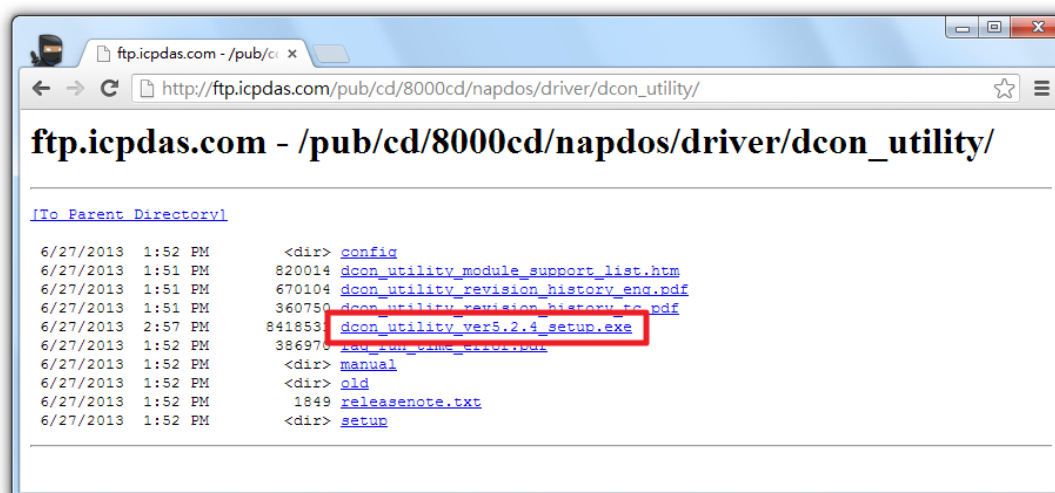 ftp.icpdas.com - /pub/cc
http://ftp.icpdas.com/pub/cd/8000cd/napdos/driver/dcon_utility/
ftp.icpdas.com - /pub/cd/8000cd/napdos/driver/dcon_utility/
[To Parent Directory]
6/27/2013 1:52 PM <dir> config
6/27/2013 1:51 PM 820014 dcon_utility_module_support_list.htm
6/27/2013 1:51 PM 670104 dcon_utility_revision_history_eng.pdf
6/27/2013 1:51 PM 360750 dcon_utility_revision_history_tc.pdf
6/27/2013 2:57 PM 8418531 dcon_utility_ver5.2.4_setup.exe
6/27/2013 1:52 PM 386970 faq_run_time_error.pdf
6/27/2013 1:52 PM <dir> manual
6/27/2013 1:52 PM <dir> old
6/27/2013 1:52 PM 1849 releasenote.txt
6/27/2013 1:52 PM <dir> setup